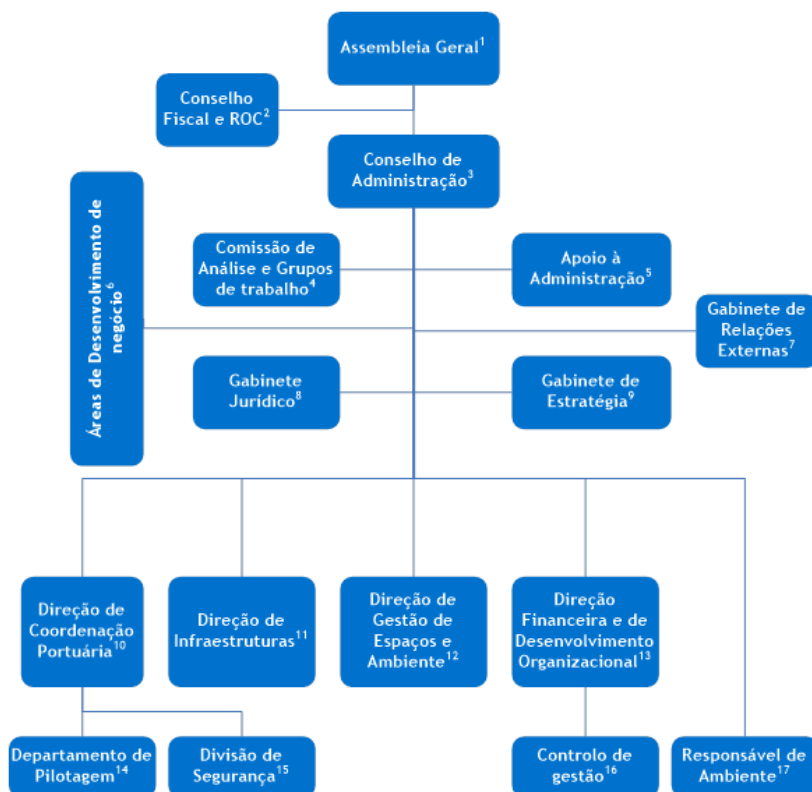 Assembleia Geral¹
Conselho
Fiscal e ROC²
Conselho de
Administração³
Áreas de Desenvolvimento de
negócio⁶
Comissão de
Análise e Grupos
de trabalho⁴
Apoio à
Administração⁵
Gabinete de
Relações
Externas⁷
Gabinete
Jurídico⁸
Gabinete de
Estratégia⁹
Direção de
Coordenação
Portuária¹⁰
Direção de
Infraestruturas¹¹
Direção de
Gestão de
Espaços e
Ambiente¹²
Direção
Financeira e de
Desenvolvimento
Organizacional¹³
Departamento de
Pilotagem¹⁴
Divisão de
Segurança¹⁵
Controlo de
gestão¹⁶
Responsável de
Ambiente¹⁷